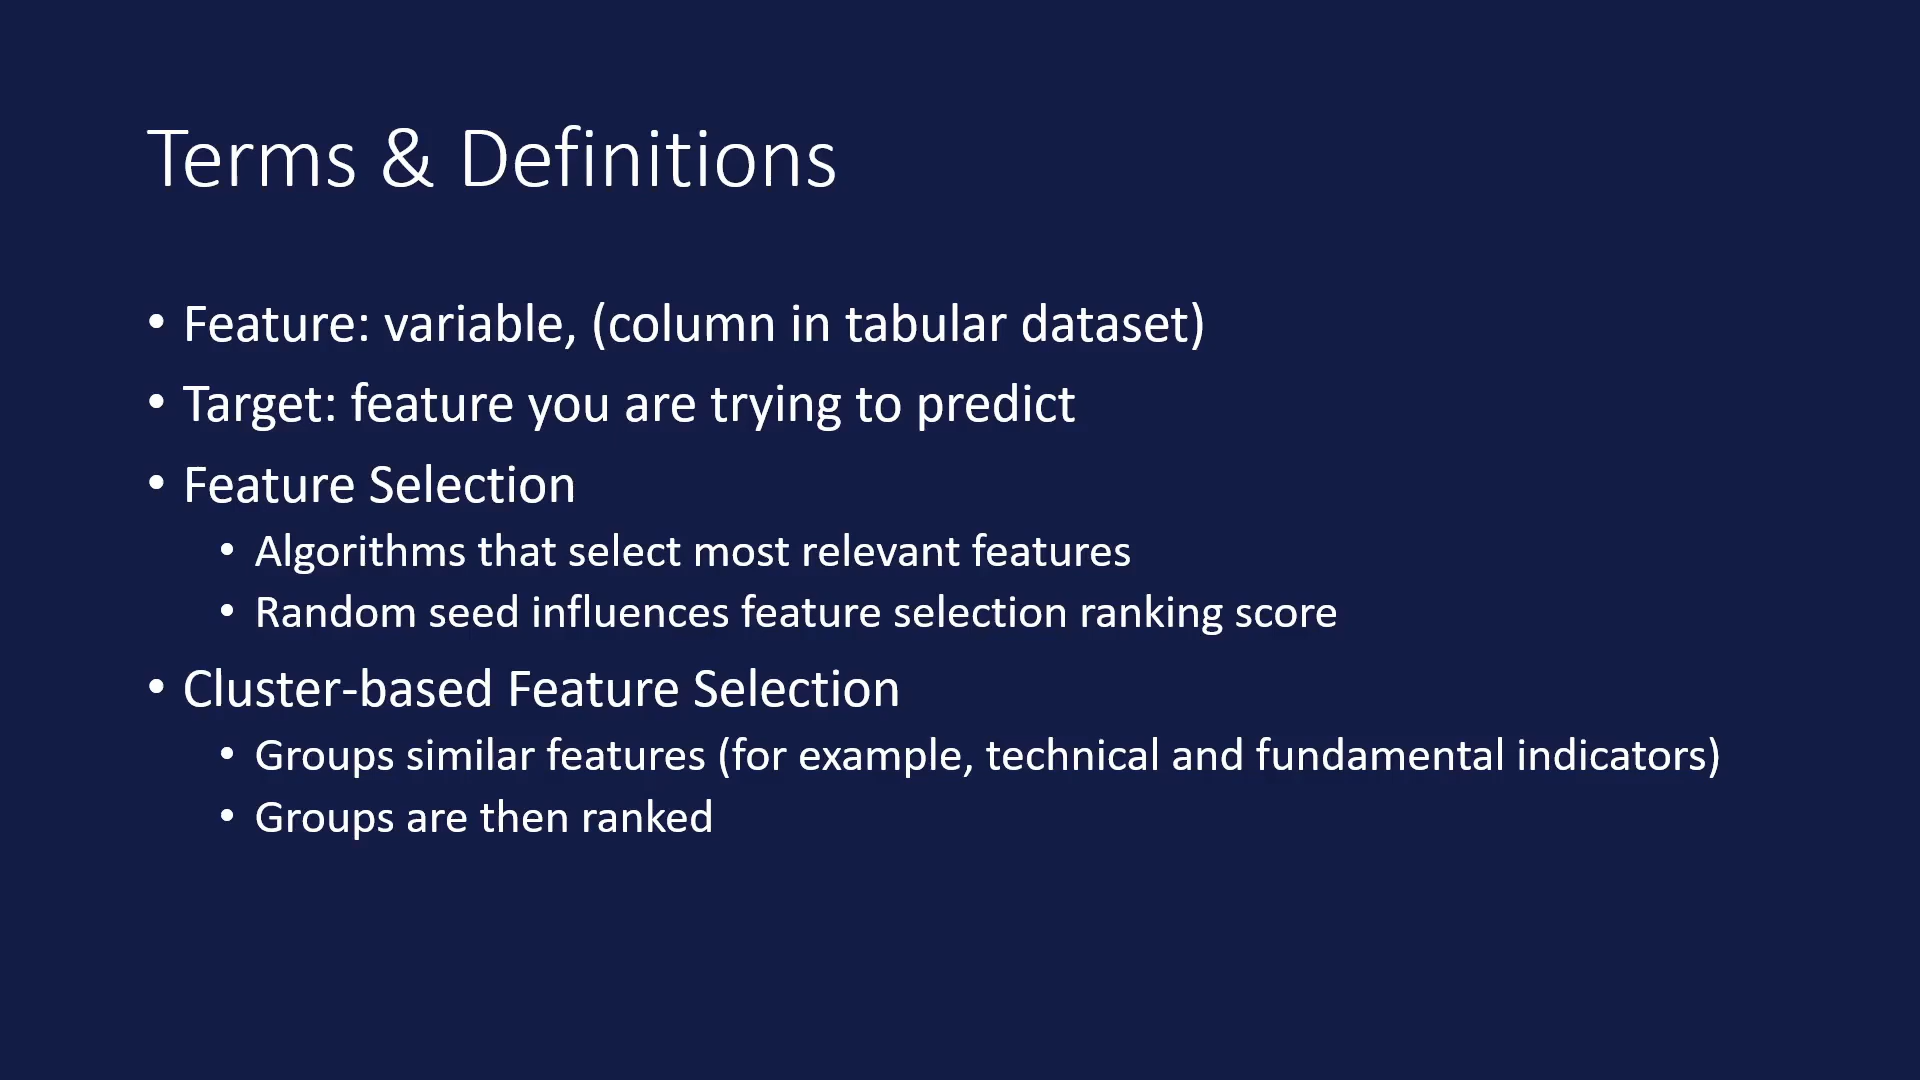 Terms & Definitions
• Feature: variable, (column in tabular dataset)
• Target: feature you are trying to predict
• Feature Selection
• Algorithms that select most relevant features
• Random seed influences feature selection ranking score
• Cluster-based Feature Selection
• Groups similar features (for example, technical and fundamental indicators)
• Groups are then ranked